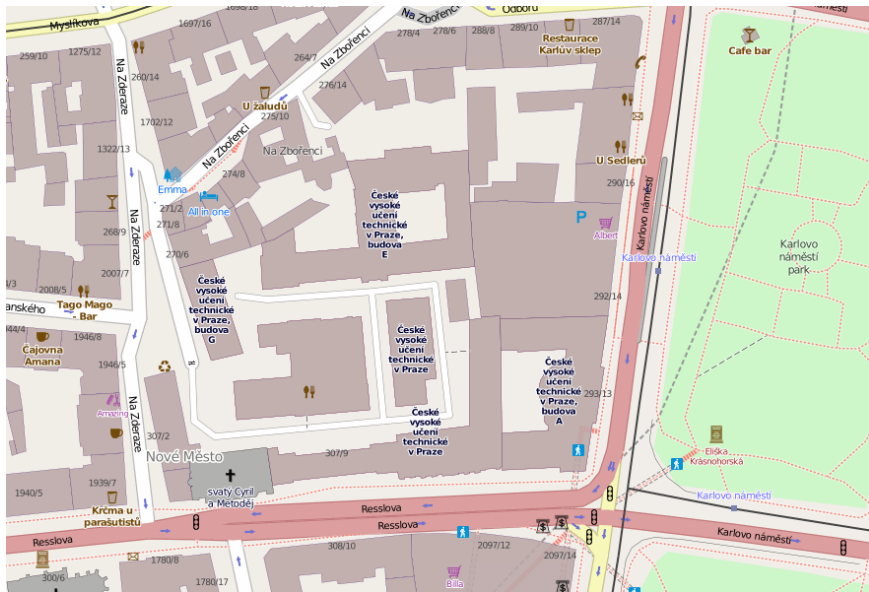 1698/18
Odborů
Na Zbořenci
1697/16
Myslíkova
278/4
278/6
288/8
289/10
287/14
Restaurace
Karlův sklep
Cafe bar
259/10
1275/12
264/7
260/14
Na Zderaze
276/14
U žaludů
275/10
1702/12
Na Zbořenci
Na Zbořenci
1322/13
U Sedlerů
Emma
274/8
290/16
All in one
271/2
271/8
České
vysoké
učení
technické
v Praze,
budova
E
Karlovo náměstí
Albert
268/9
Na Zderaze
270/6
Karlovo náměstí
Karlovo
náměstí
park
2007/7
2008/5
České
vysoké
učení
technické
v Praze,
budova
G
292/14
Tago Mago
- Bar
anského
1944/4
1946/8
Čajovna
Amana
1946/5
České
vysoké
učení
technické
v Praze
České
vysoké
učení
technické
v Praze,
budova
A
293/13
Amazing
Na Zderaze
České
vysoké
učení
technické
v Praze
307/2
Nové Město
307/9
Eliška
Krásnohorská
svatý Cyril
a Metoděj
1939/7
1940/5
Krčma u
parašutistů
Karlovo náměstí
Resslova
Resslova
Resslova
Karlovo náměstí
308/10
2097/12
2097/14
1780/8
300/6
1780/17
Billa